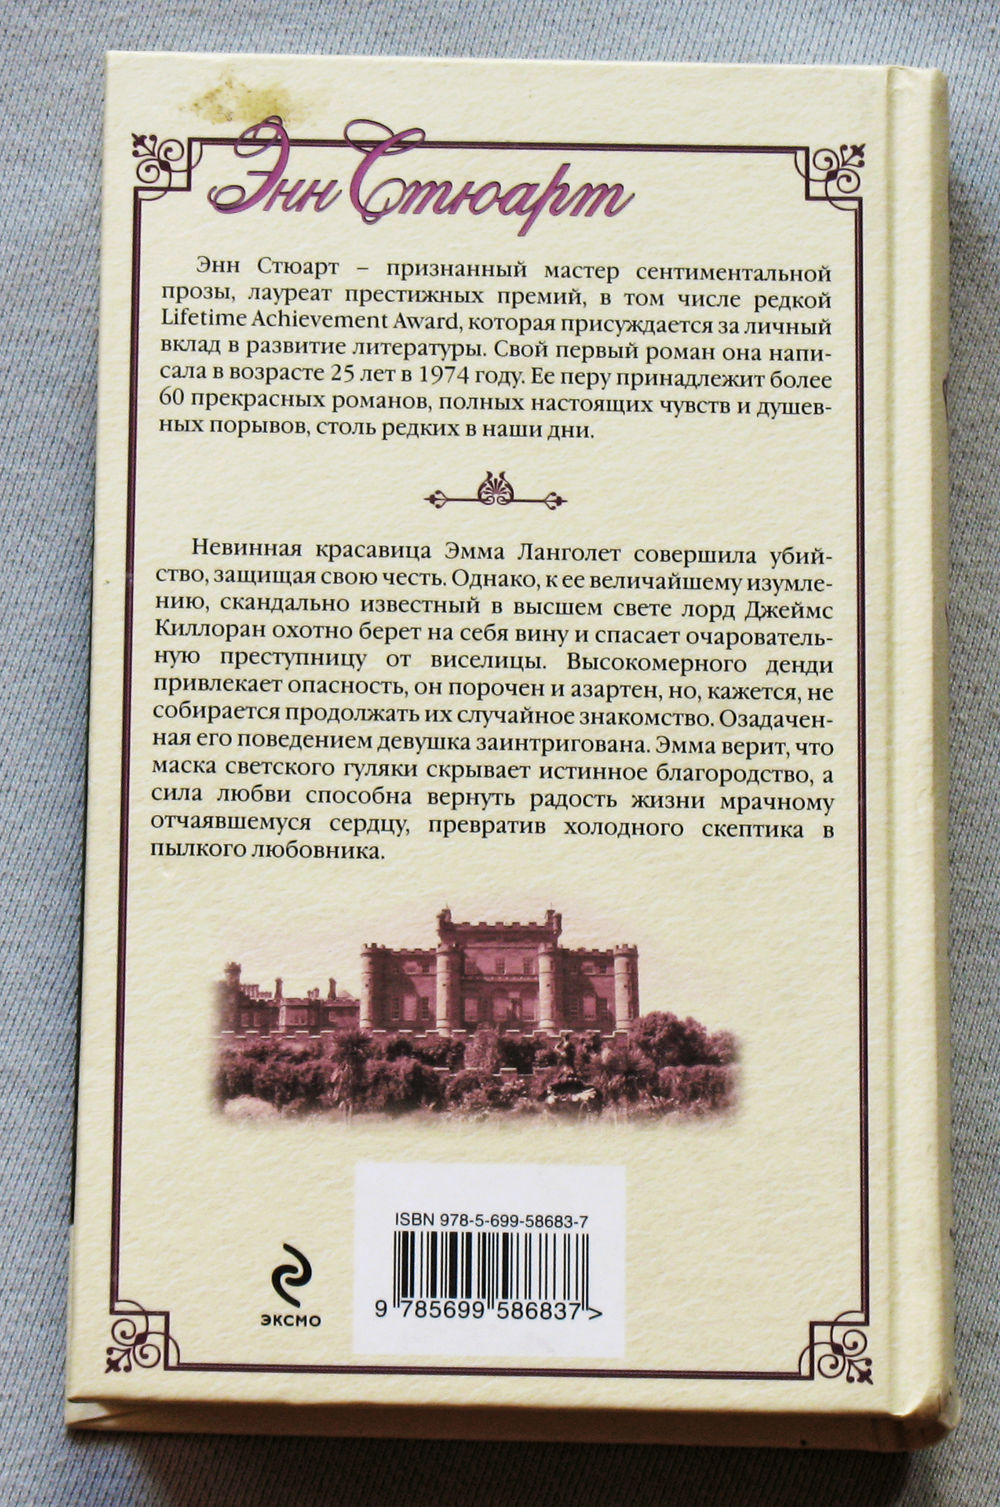 Энн Стюарт
Энн Стюарт – признанный мастер сентиментальной
прозы, лауреат престижных премий, в том числе редкой
Lifetime Achievement Award, которая присуждается за личный
вклад в развитие литературы. Свой первый роман она напи-
сала в возрасте 25 лет в 1974 году. Ее перу принадлежит более
60 прекрасных романов, полных настоящих чувств и душев-
ных порывов, столь редких в наши дни.
Невинная красавица Эмма Ланголет совершила убий-
ство, защищая свою честь. Однако, к ее величайшему изумле-
нию, скандально известный в высшем свете лорд Джеймс
Киллоран охотно берет на себя вину и спасает очарователь-
ную преступницу от виселицы. Высокомерного денди
привлекает опасность, он порочен и азартен, но, кажется, не
собирается продолжать их случайное знакомство. Озадачен-
ная его поведением девушка заинтригована. Эмма верит, что
маска светского гуляки скрывает истинное благородство, а
сила любви способна вернуть радость жизни мрачному
отчаявшемуся сердцу, превратив холодного скептика в
пылкого любовника.
ISBN 978-5-699-58683-7
9 785699 586837 >
ЭКСМО